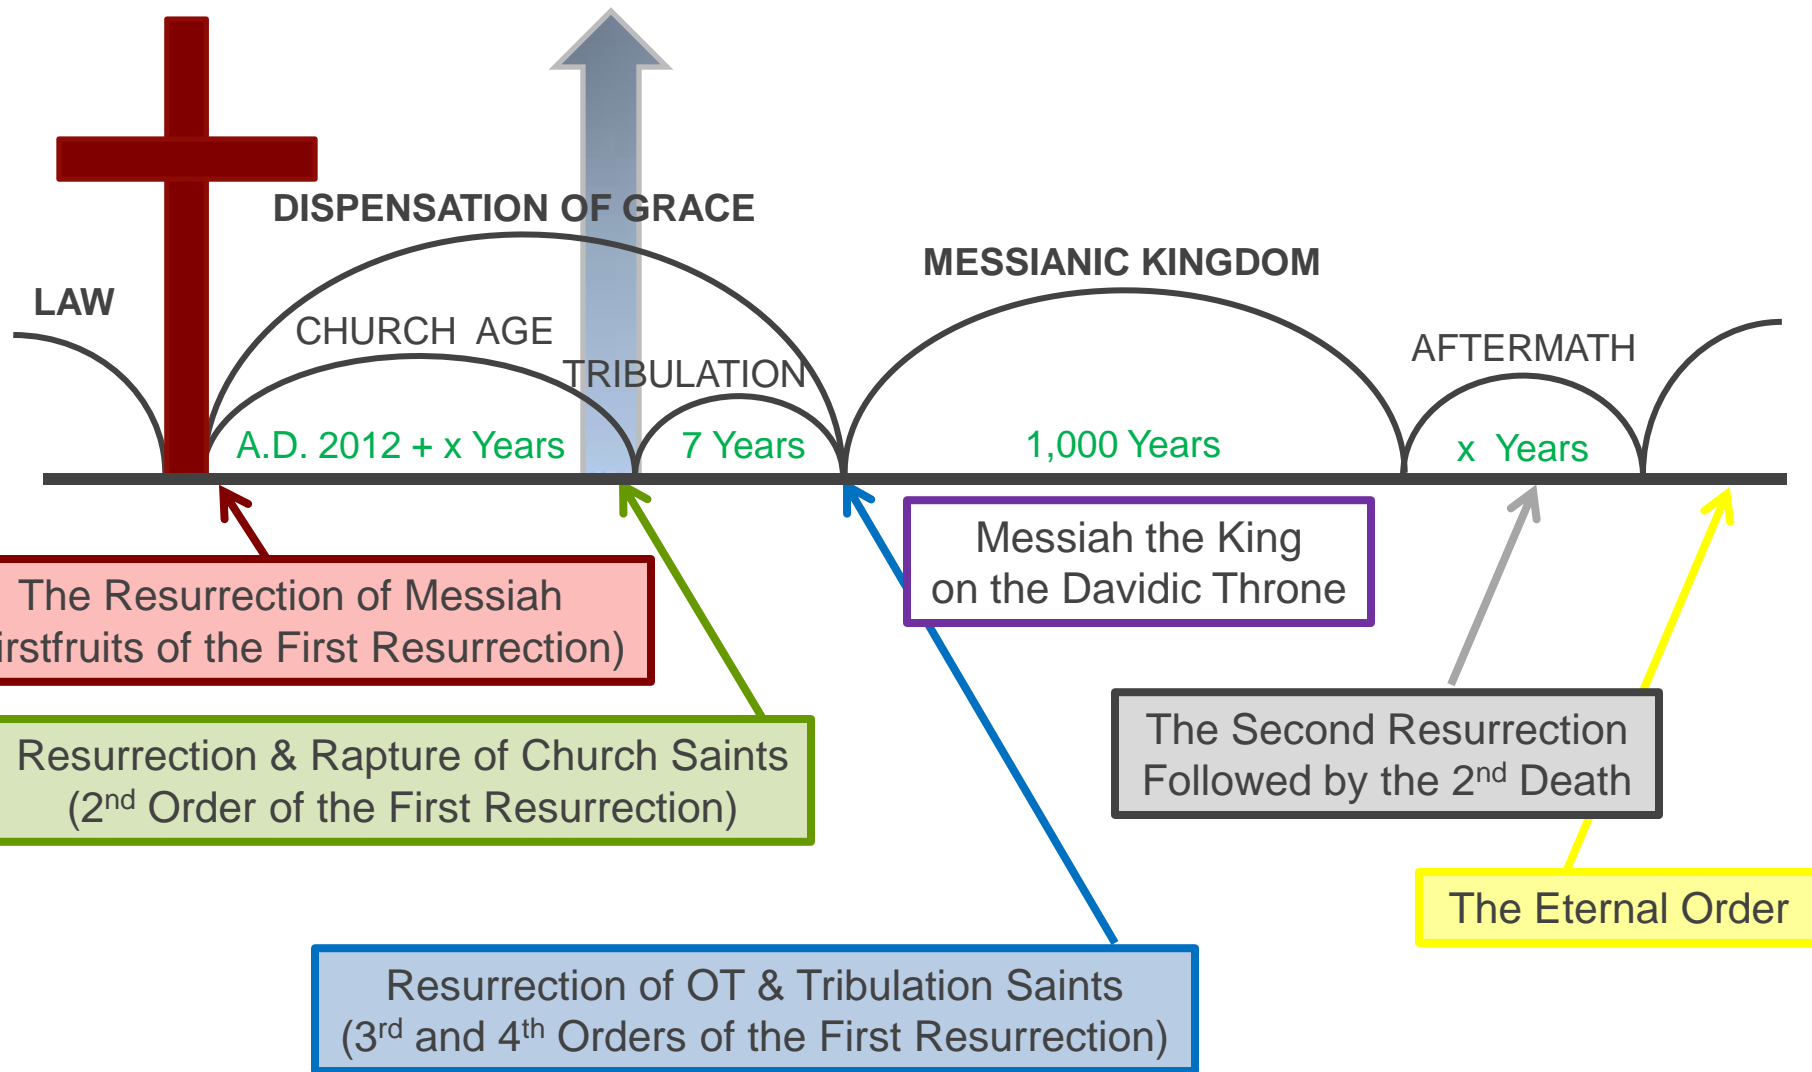 DISPENSATION OF GRACE
MESSIANIC KINGDOM
LAW
CHURCH AGE
TRIBULATION
AFTERMATH
A.D. 2012 + x Years
7 Years
1,000 Years
x Years
Messiah the King
on the Davidic Throne
The Resurrection of Messiah
irstfruits of the First Resurrection)
Resurrection & Rapture of Church Saints
(2nd Order of the First Resurrection)
The Second Resurrection
Followed by the 2nd Death
The Eternal Order
Resurrection of OT & Tribulation Saints
(3rd and 4th Orders of the First Resurrection)